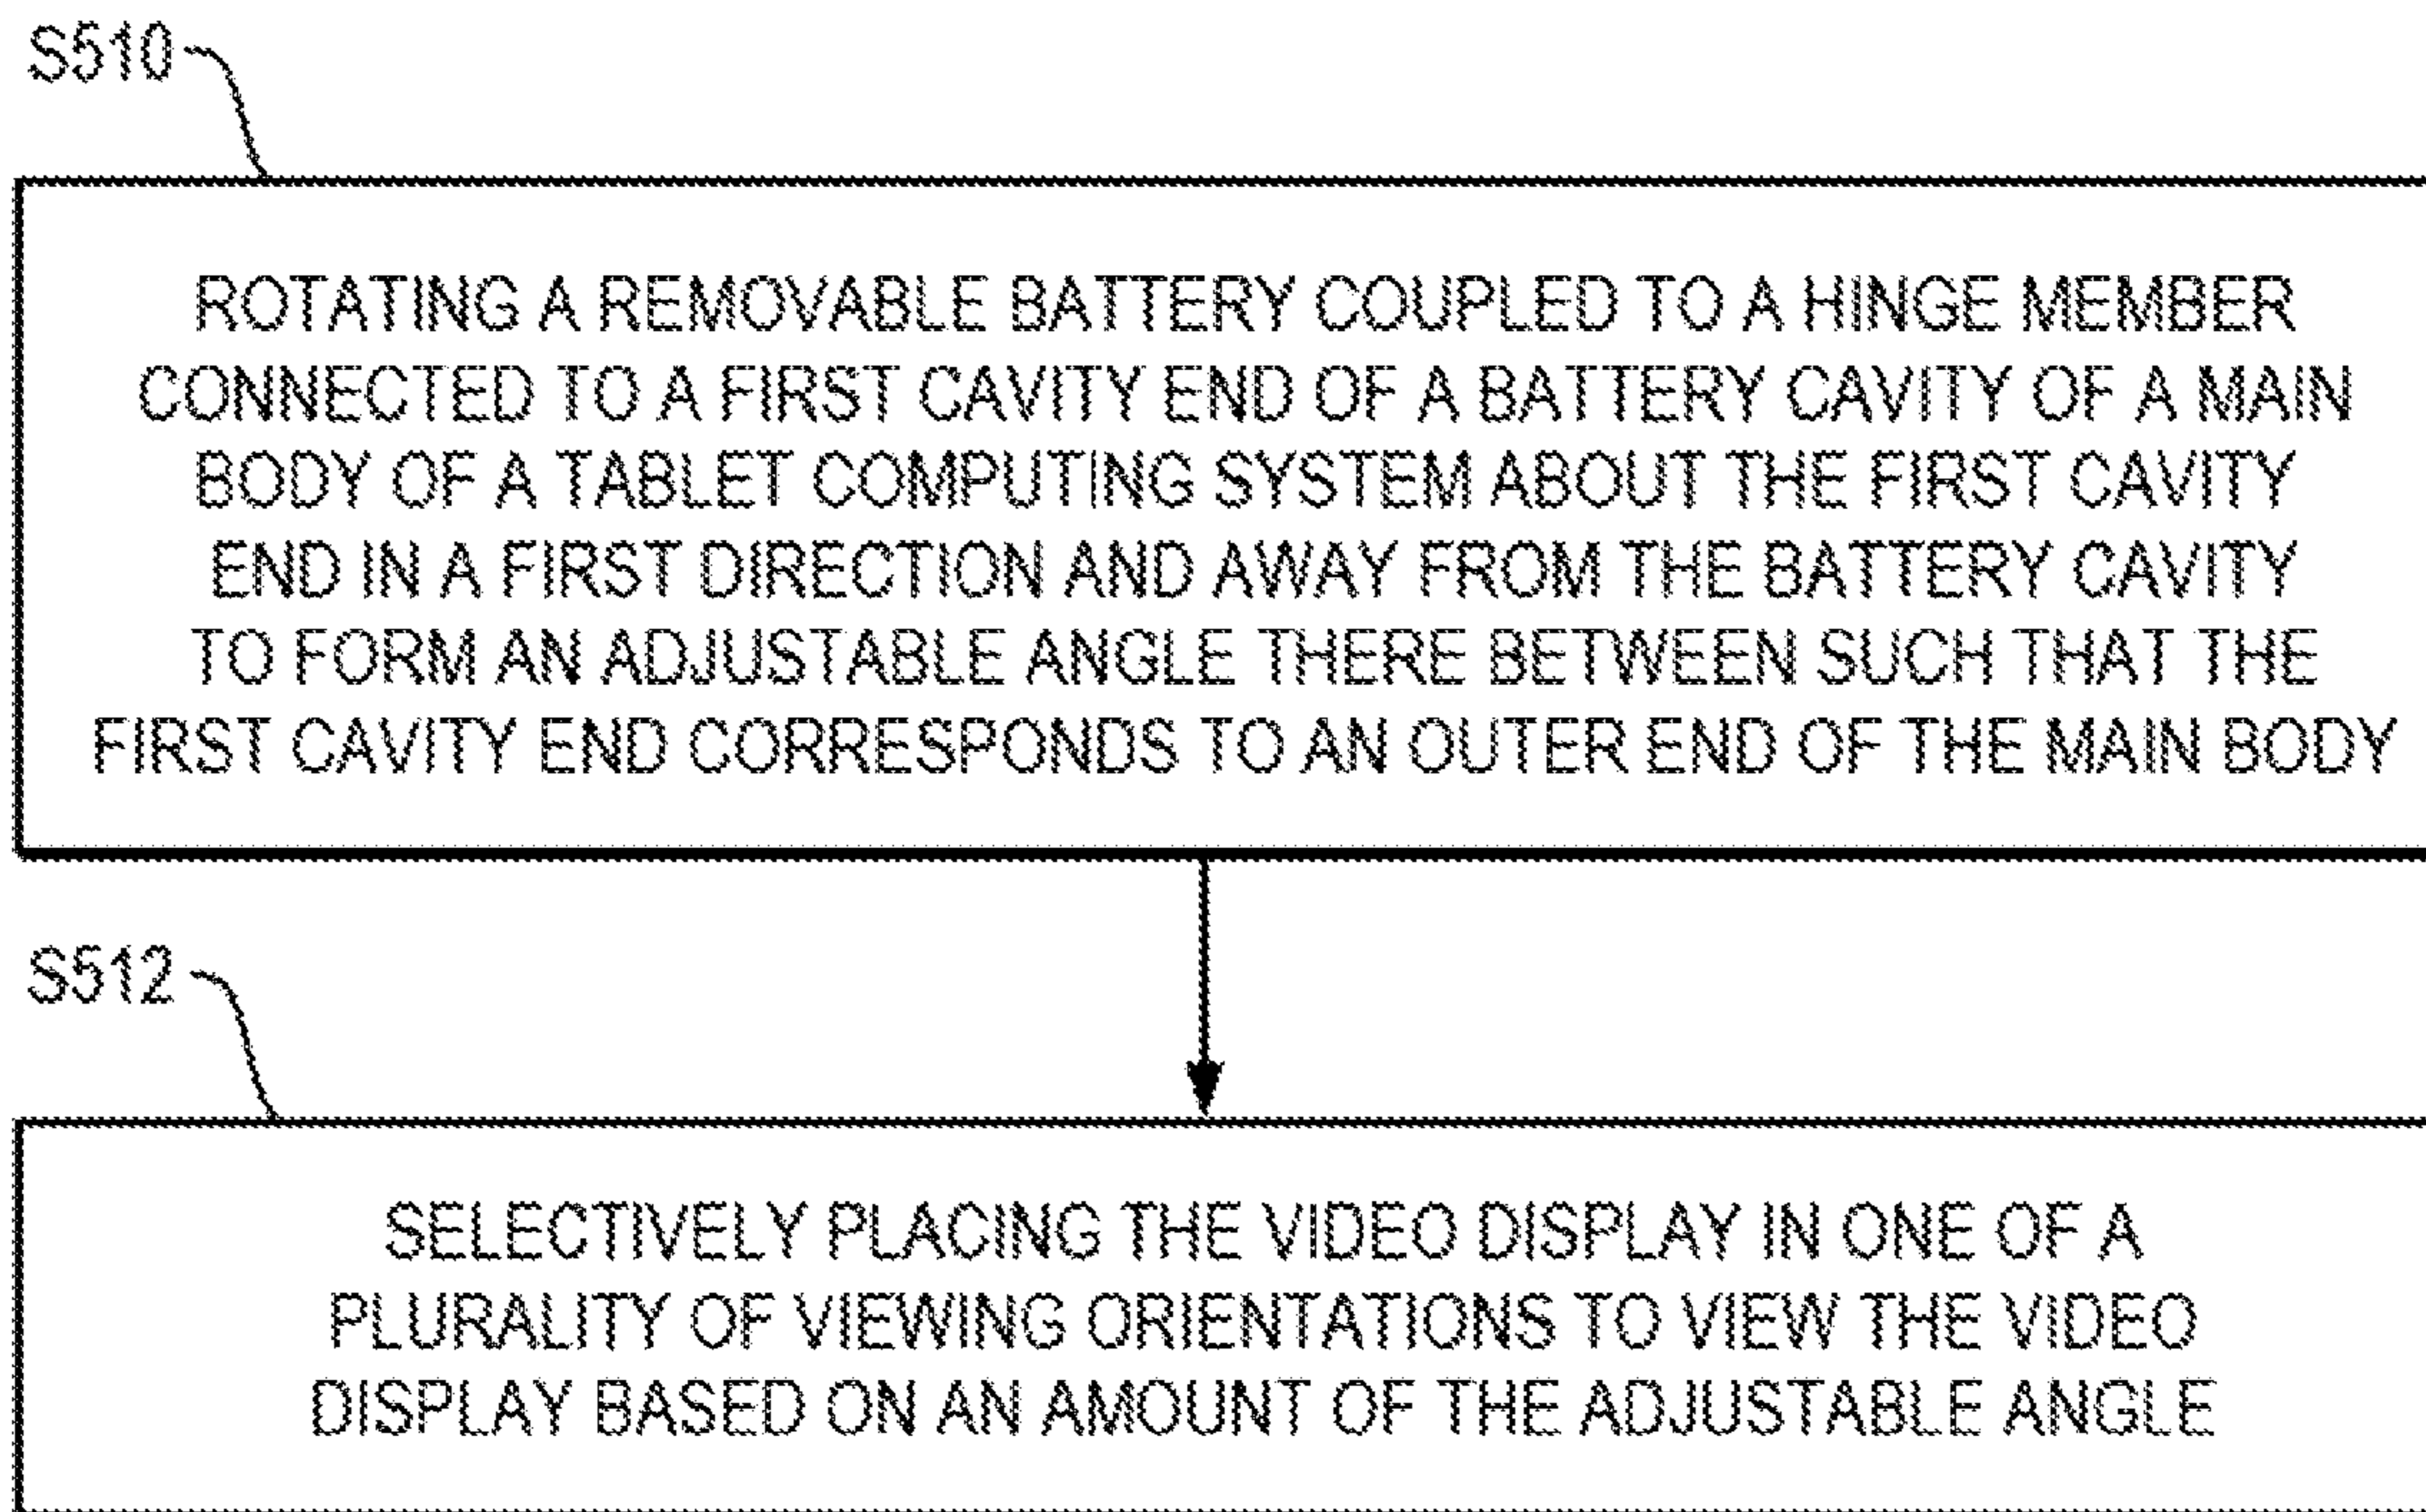 S510
ROTATING A REMOVABLE BATTERY COUPLED TO A HINGE MEMBER
CONNECTED TO A FIRST CAVITY END OF A BATTERY CAVITY OF A MAIN
BODY OF A TABLET COMPUTING SYSTEM ABOUT THE FIRST CAVITY
END IN A FIRST DIRECTION AND AWAY FROM THE BATTERY CAVITY
TO FORM AN ADJUSTABLE ANGLE THERE BETWEEN SUCH THAT THE
FIRST CAVITY END CORRESPONDS TO AN OUTER END OF THE MAIN BODY
S512
SELECTIVELY PLACING THE VIDEO DISPLAY IN ONE OF A
PLURALITY OF VIEWING ORIENTATIONS TO VIEW THE VIDEO
DISPLAY BASED ON AN AMOUNT OF THE ADJUSTABLE ANGLE